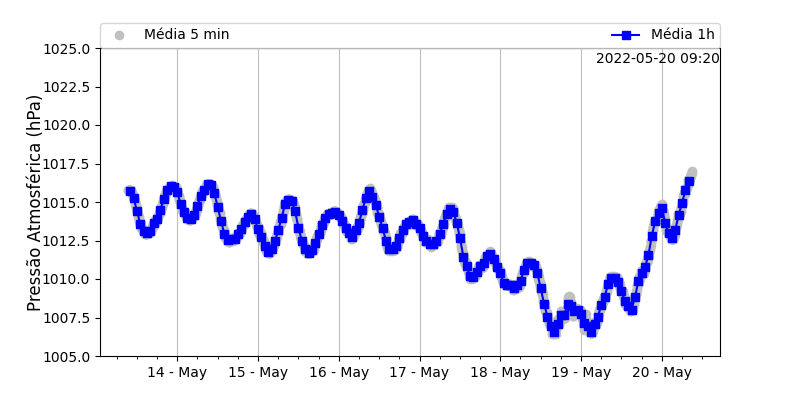 Média 5 min
Média 1h
2022-05-20 09:20
Pressão Atmosférica (hPa)
1025.0
1022.5
1020.0
1017.5
1015.0
1012.5
1010.0
1007.5
1005.0
14 - May
15 - May
16 - May
17 - May
18 - May
19 - May
20 - May